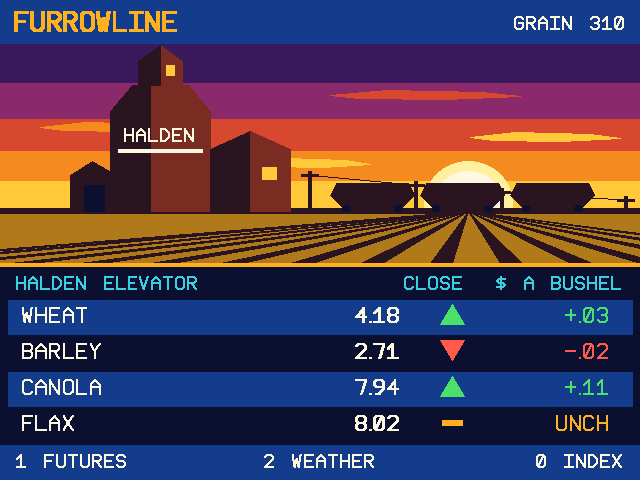 FURROWLINE GRAIN 310
HALDEN
HALDEN ELEVATOR CLOSE $ A BUSHEL
WHEAT 4.18 +.03
BARLEY 2.71 -.02
CANOLA 7.94 +.11
FLAX 8.02 UNCH
1 FUTURES 2 WEATHER 0 INDEX